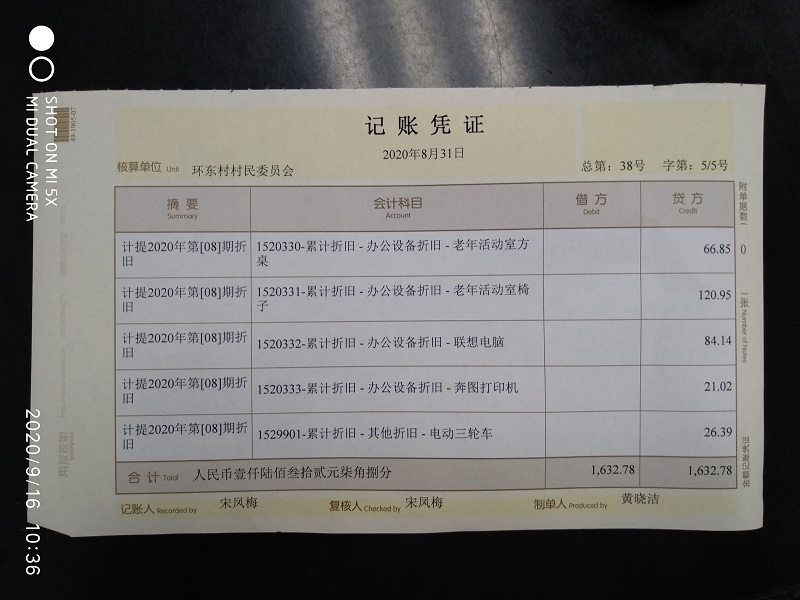 SHOT ON MI 5X
MI DUAL CAMERA
2020/9/16 10:36
49-1905-07
记账凭证
2020年8月31日
核算单位 Unit 环东村村民委员会 总第：38号 字第：5/5号
摘要 会计科目 借方 贷方
Summary Account Debit Credit
计提2020年第[08]期折旧 1520330-累计折旧 - 办公设备折旧 - 老年活动室方桌 66.85
计提2020年第[08]期折旧 1520331-累计折旧 - 办公设备折旧 - 老年活动室椅子 120.95
计提2020年第[08]期折旧 1520332-累计折旧 - 办公设备折旧 - 联想电脑 84.14
计提2020年第[08]期折旧 1520333-累计折旧 - 办公设备折旧 - 奔图打印机 21.02
计提2020年第[08]期折旧 1529901-累计折旧 - 其他折旧 - 电动三轮车 26.39
合计 Total 人民币壹仟陆佰叁拾贰元柒角捌分 1,632.78 1,632.78
记账人 Recorded by 宋凤梅 复核人 Checked by 宋凤梅 制单人 Produced by 黄晓洁
附单据数( 0 )张 Number of Notes
金额记账凭证